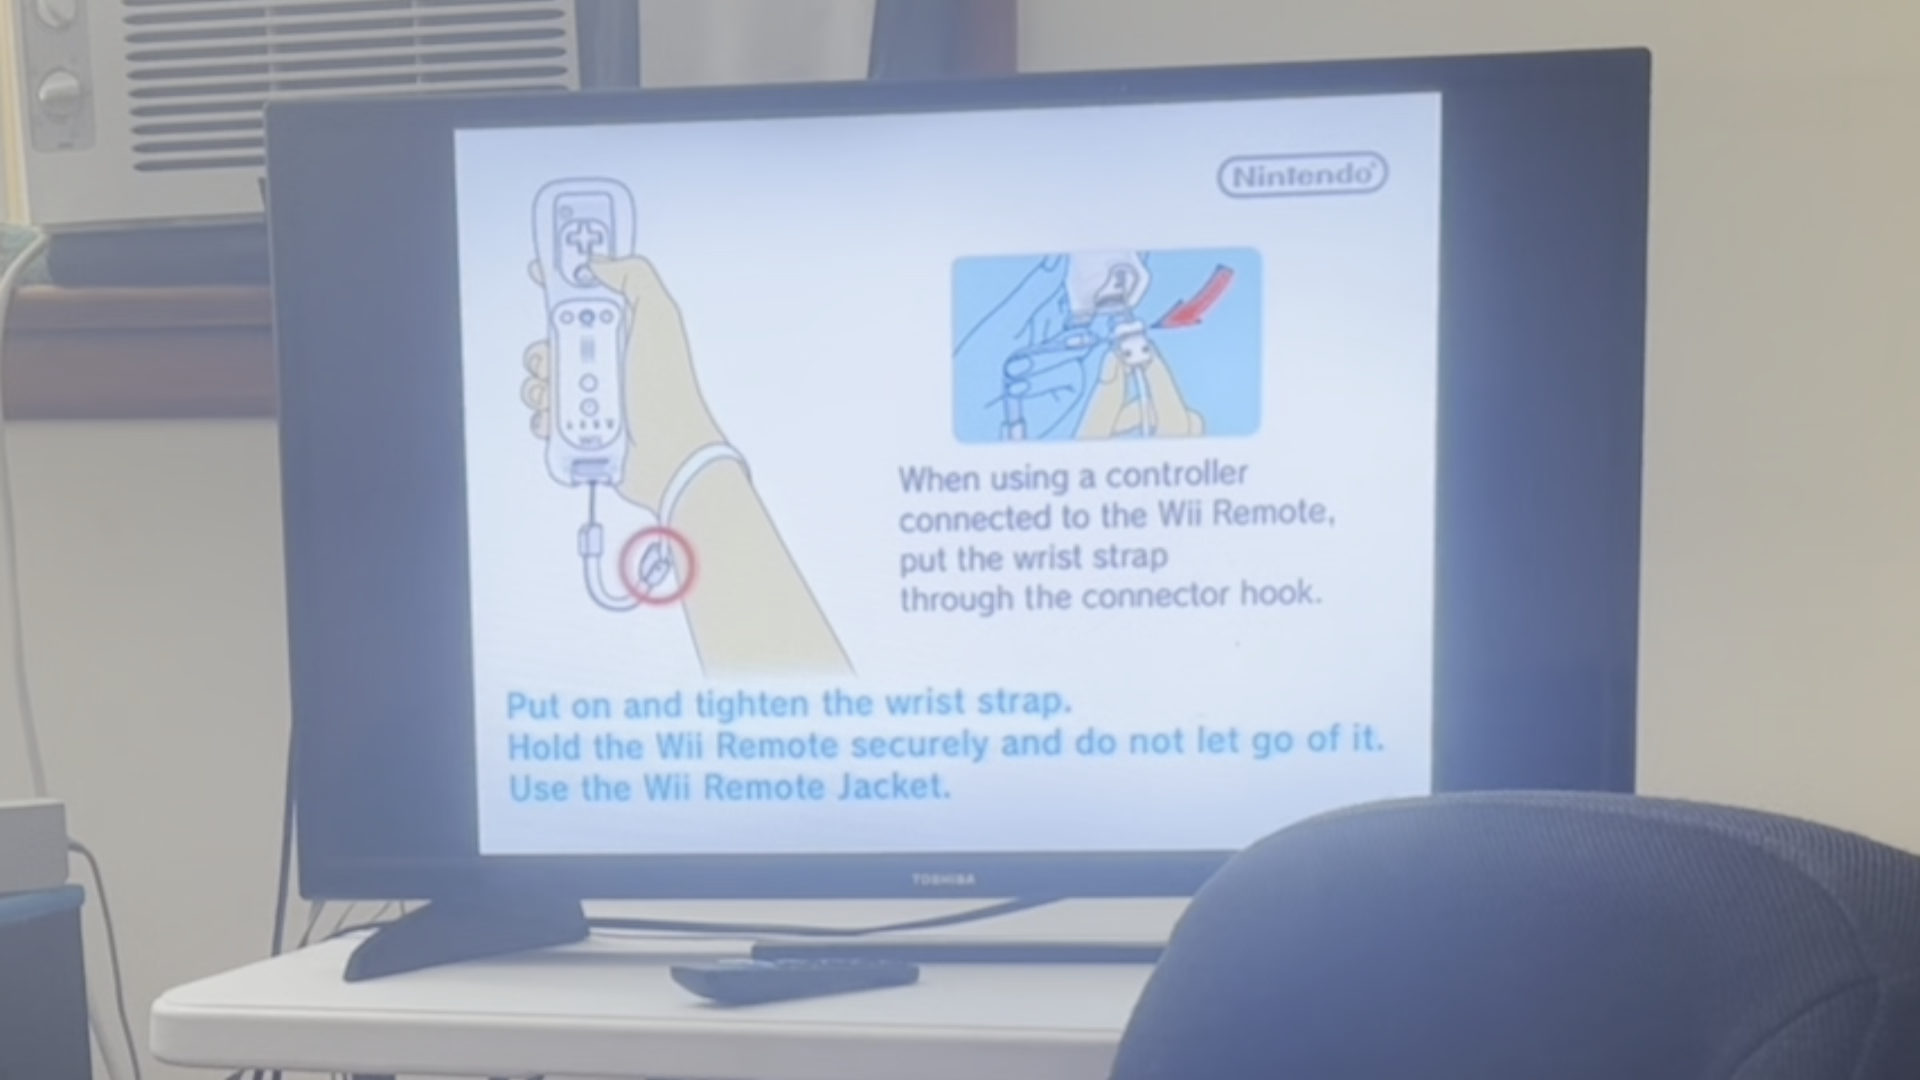 Nintendo
When using a controller
connected to the Wii Remote,
put the wrist strap
through the connector hook.
Put on and tighten the wrist strap.
Hold the Wii Remote securely and do not let go of it.
Use the Wii Remote Jacket.
TOSHIBA